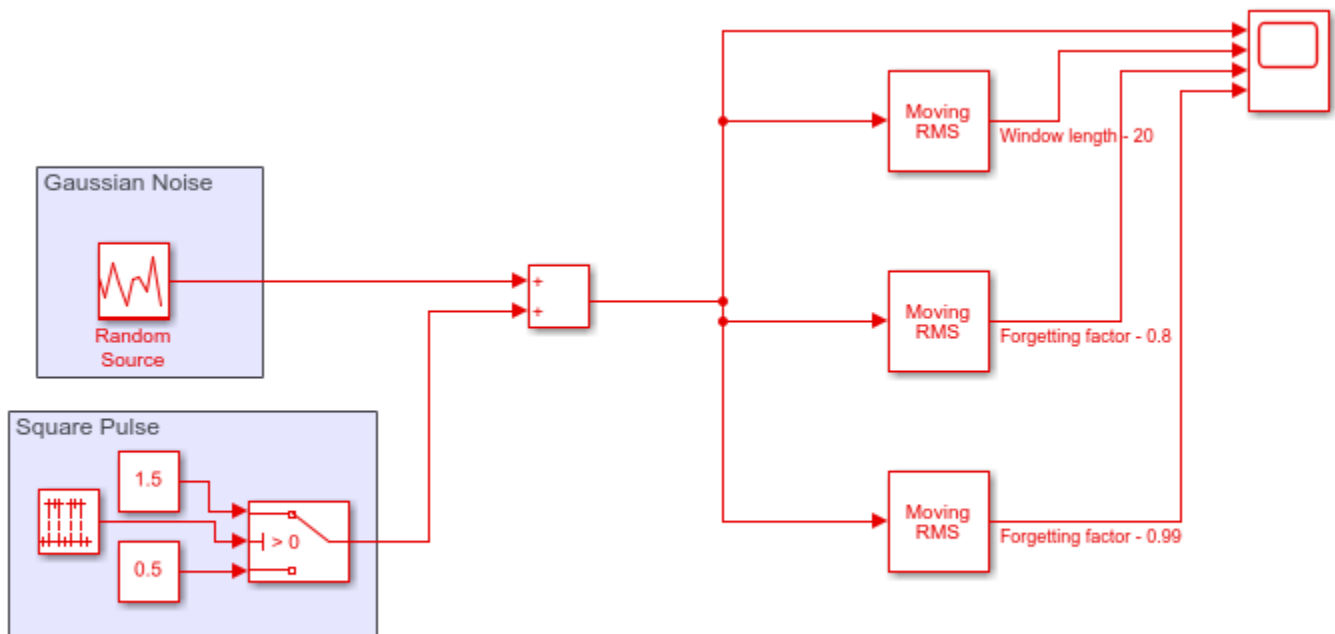 Moving
RMS
Window length - 20
Gaussian Noise
Random
Source
+
+
Moving
RMS
Forgetting factor - 0.8
Square Pulse
1.5
> 0
0.5
Moving
RMS
Forgetting factor - 0.99